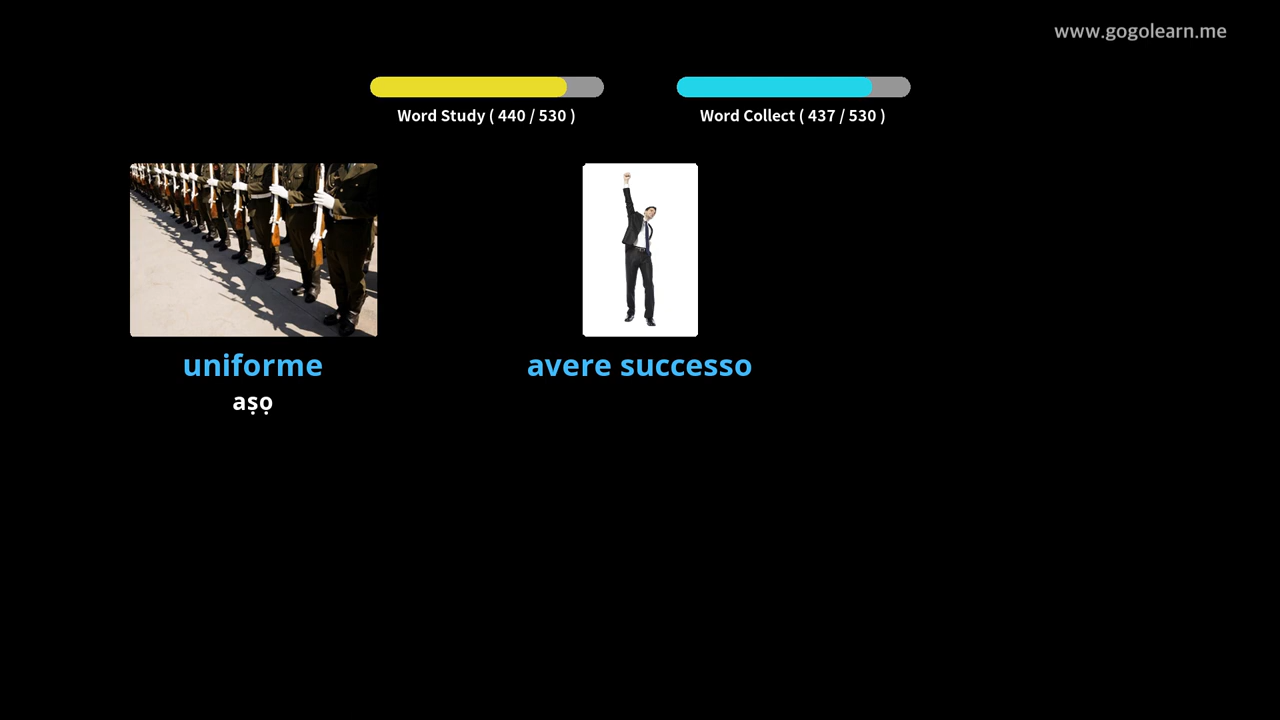 www.gogolearn.me
Word Study ( 440 / 530 )
Word Collect ( 437 / 530 )
uniforme
aṣọ
avere successo